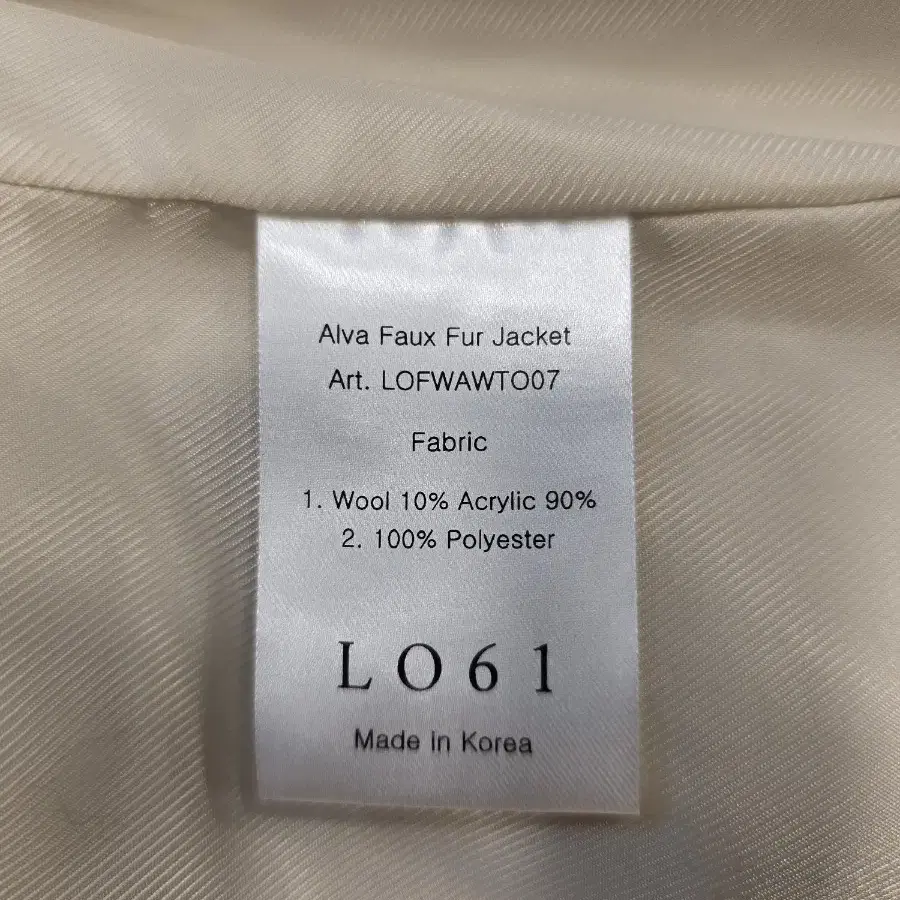 Alva Faux Fur Jacket
Art. LOFWAWTO07
Fabric
1. Wool 10% Acrylic 90%
2. 100% Polyester
LO61
Made in Korea